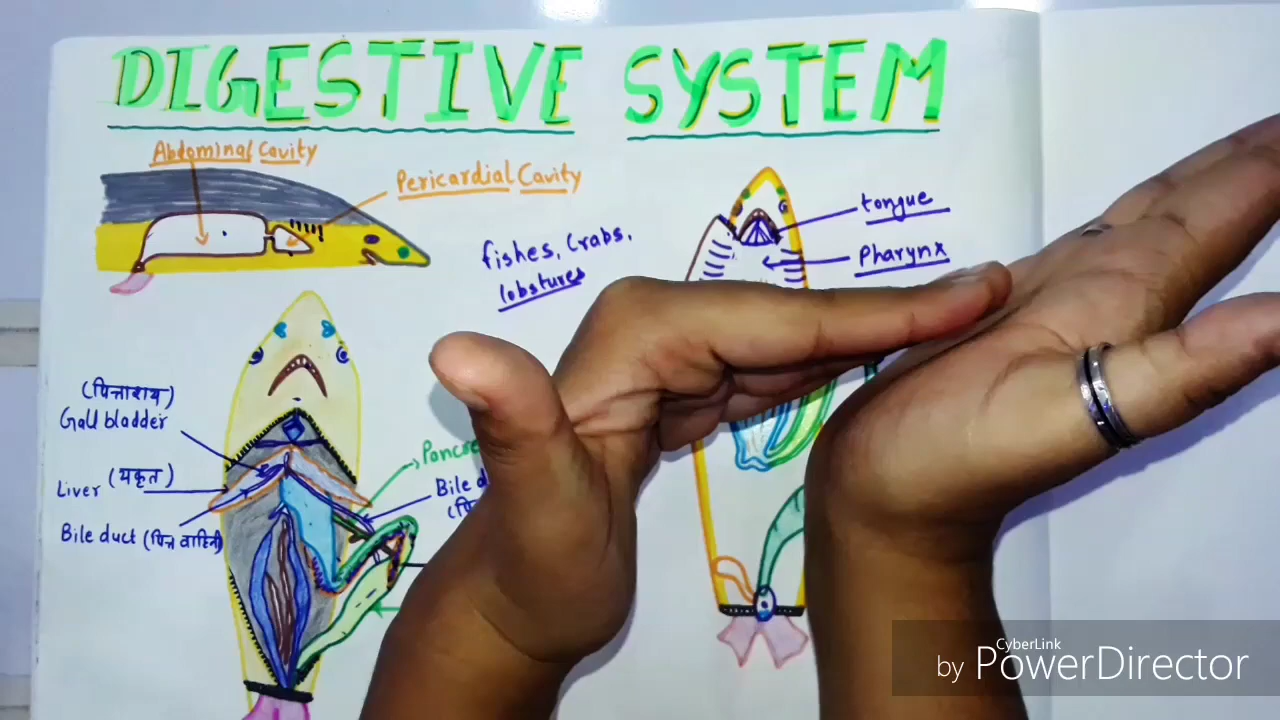 DIGESTIVE SYSTEM
Abdominal Cavity
Pericardial Cavity
fishes, Crabs,
lobstures
tongue
Pharynx
(पित्ताशय)
Gall bladder
Liver (यकृत)
Bile duct (पित्त वाहिनी)
Bile
CyberLink
by PowerDirector